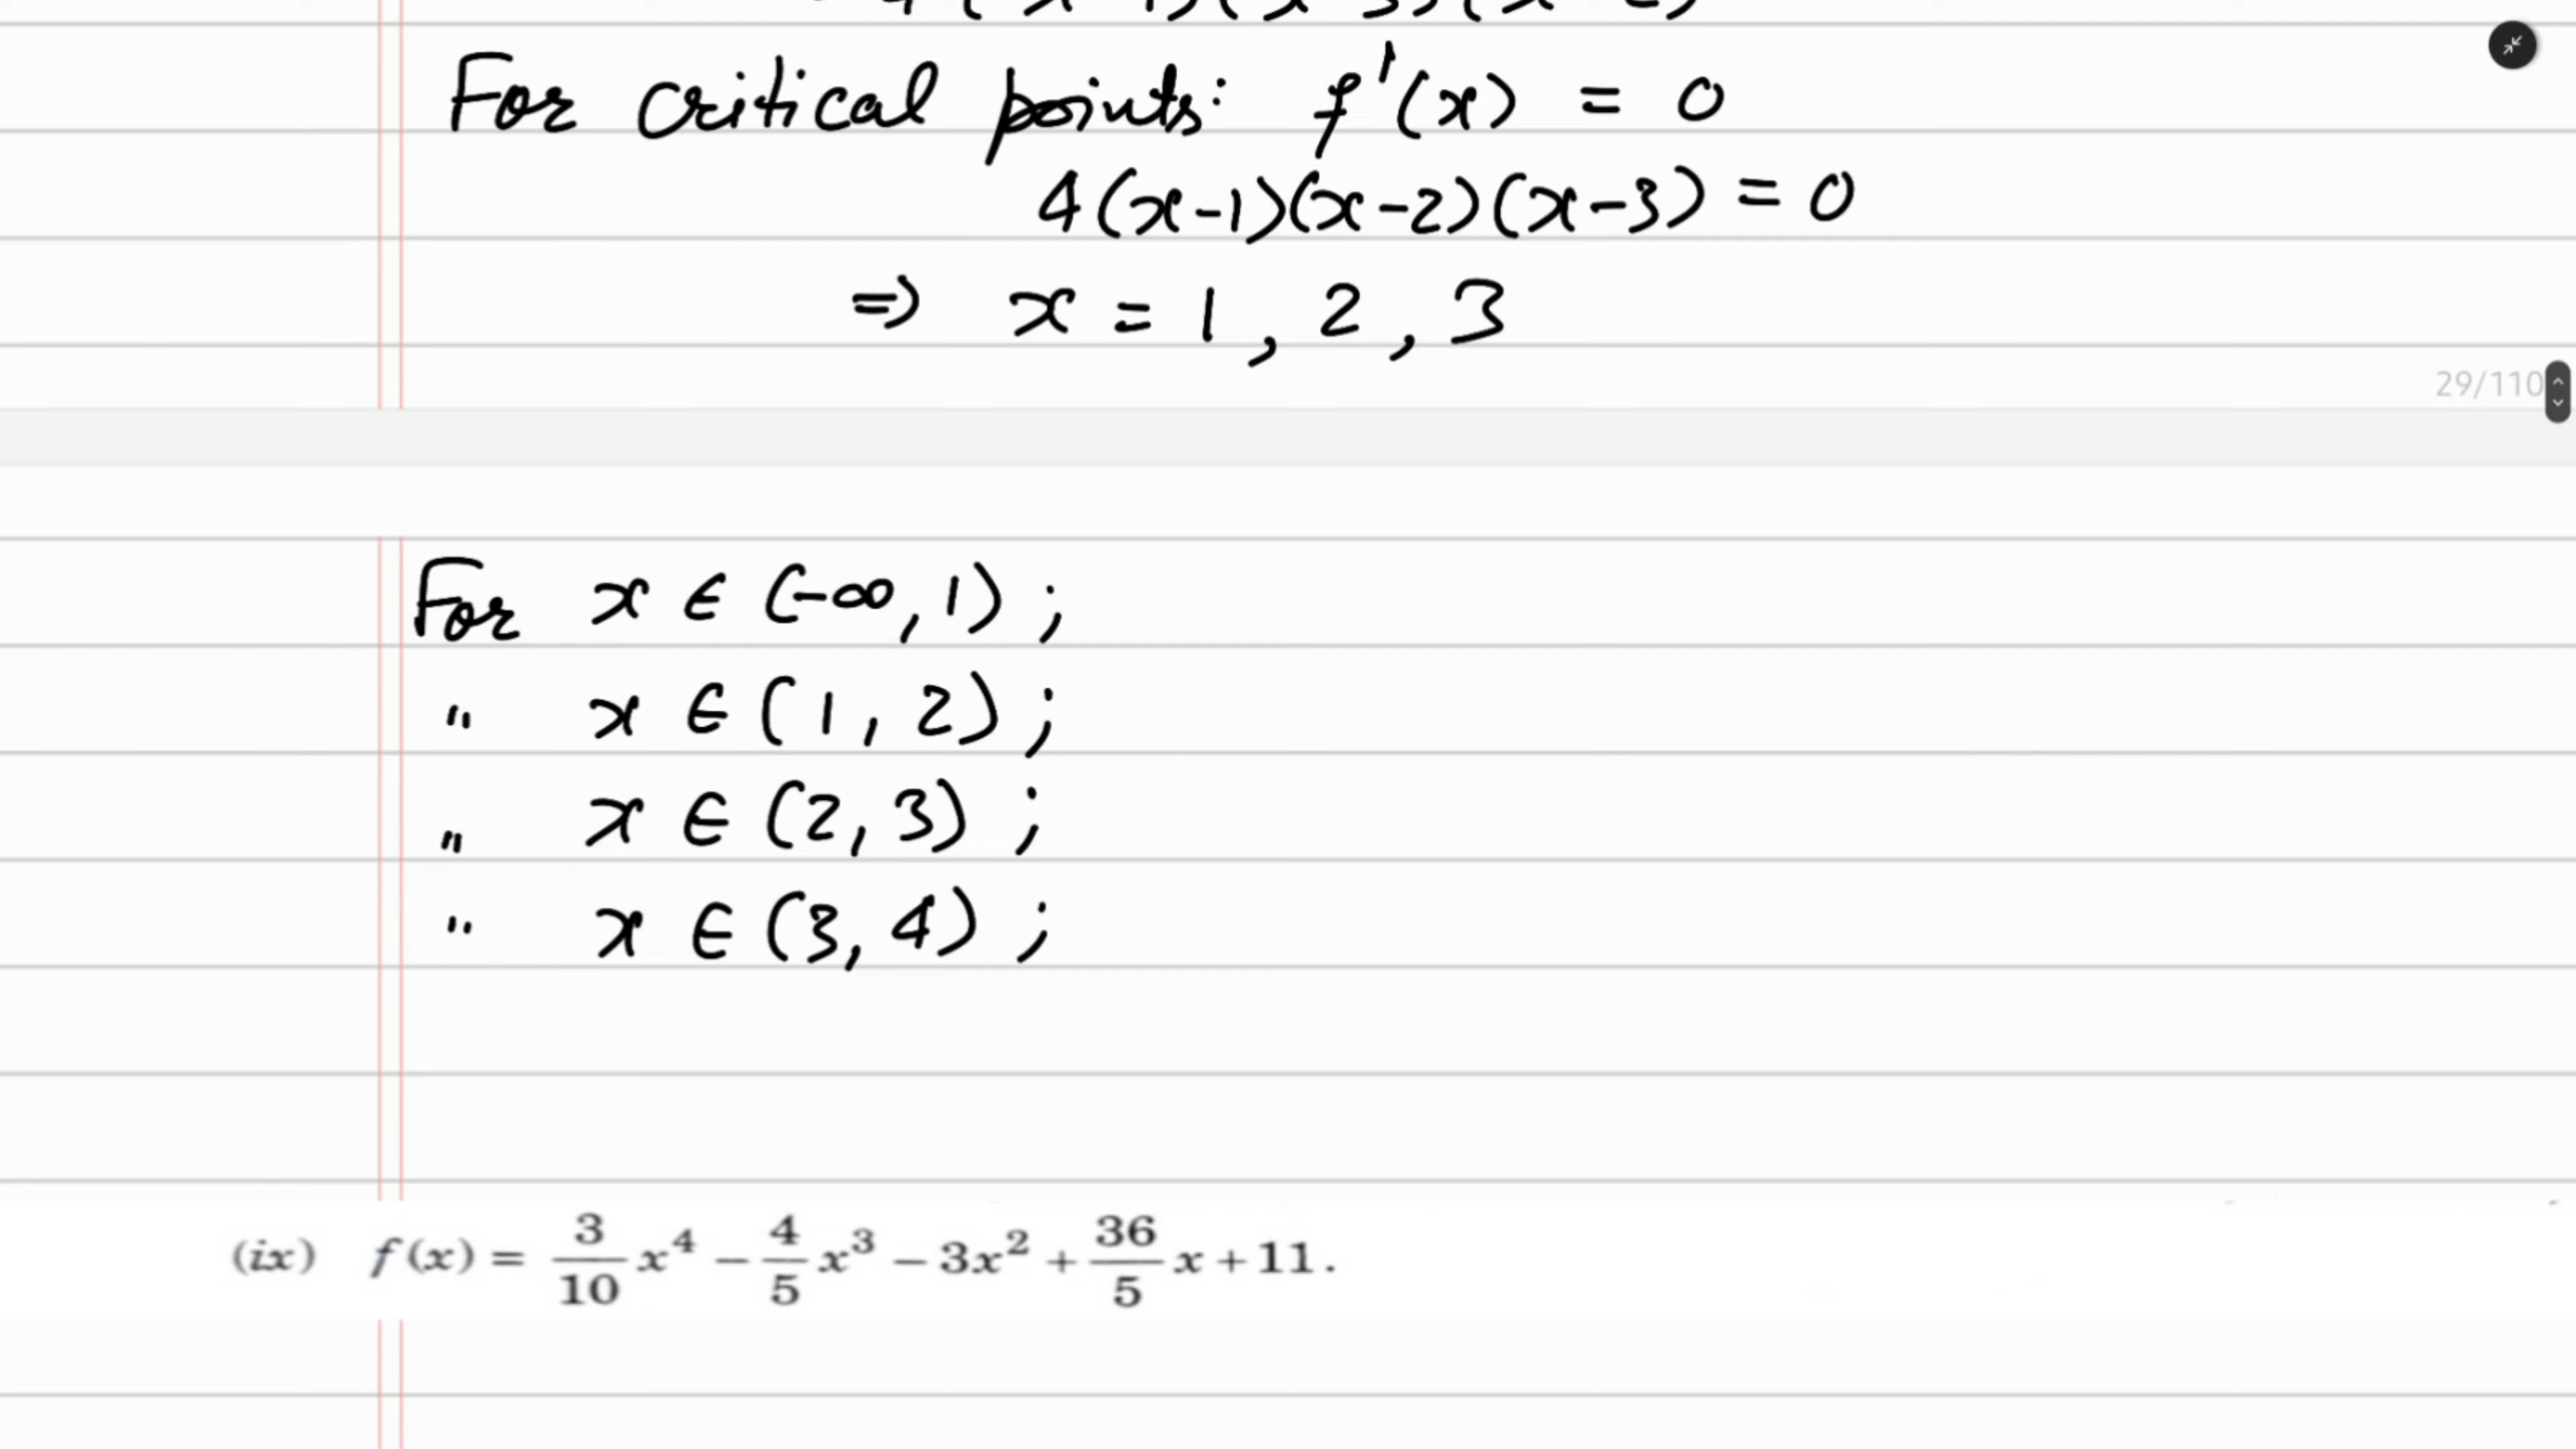 For critical points: f'(x) = 0
4(x-1)(x-2)(x-3) = 0
⇒ x = 1, 2, 3
29/110
For x ∈ (-∞, 1) ;
" x ∈ (1, 2) ;
" x ∈ (2, 3) ;
" x ∈ (3, 4) ;
(ix) f(x) = 3/10 x⁴ − 4/5 x³ − 3x² + 36/5 x + 11.